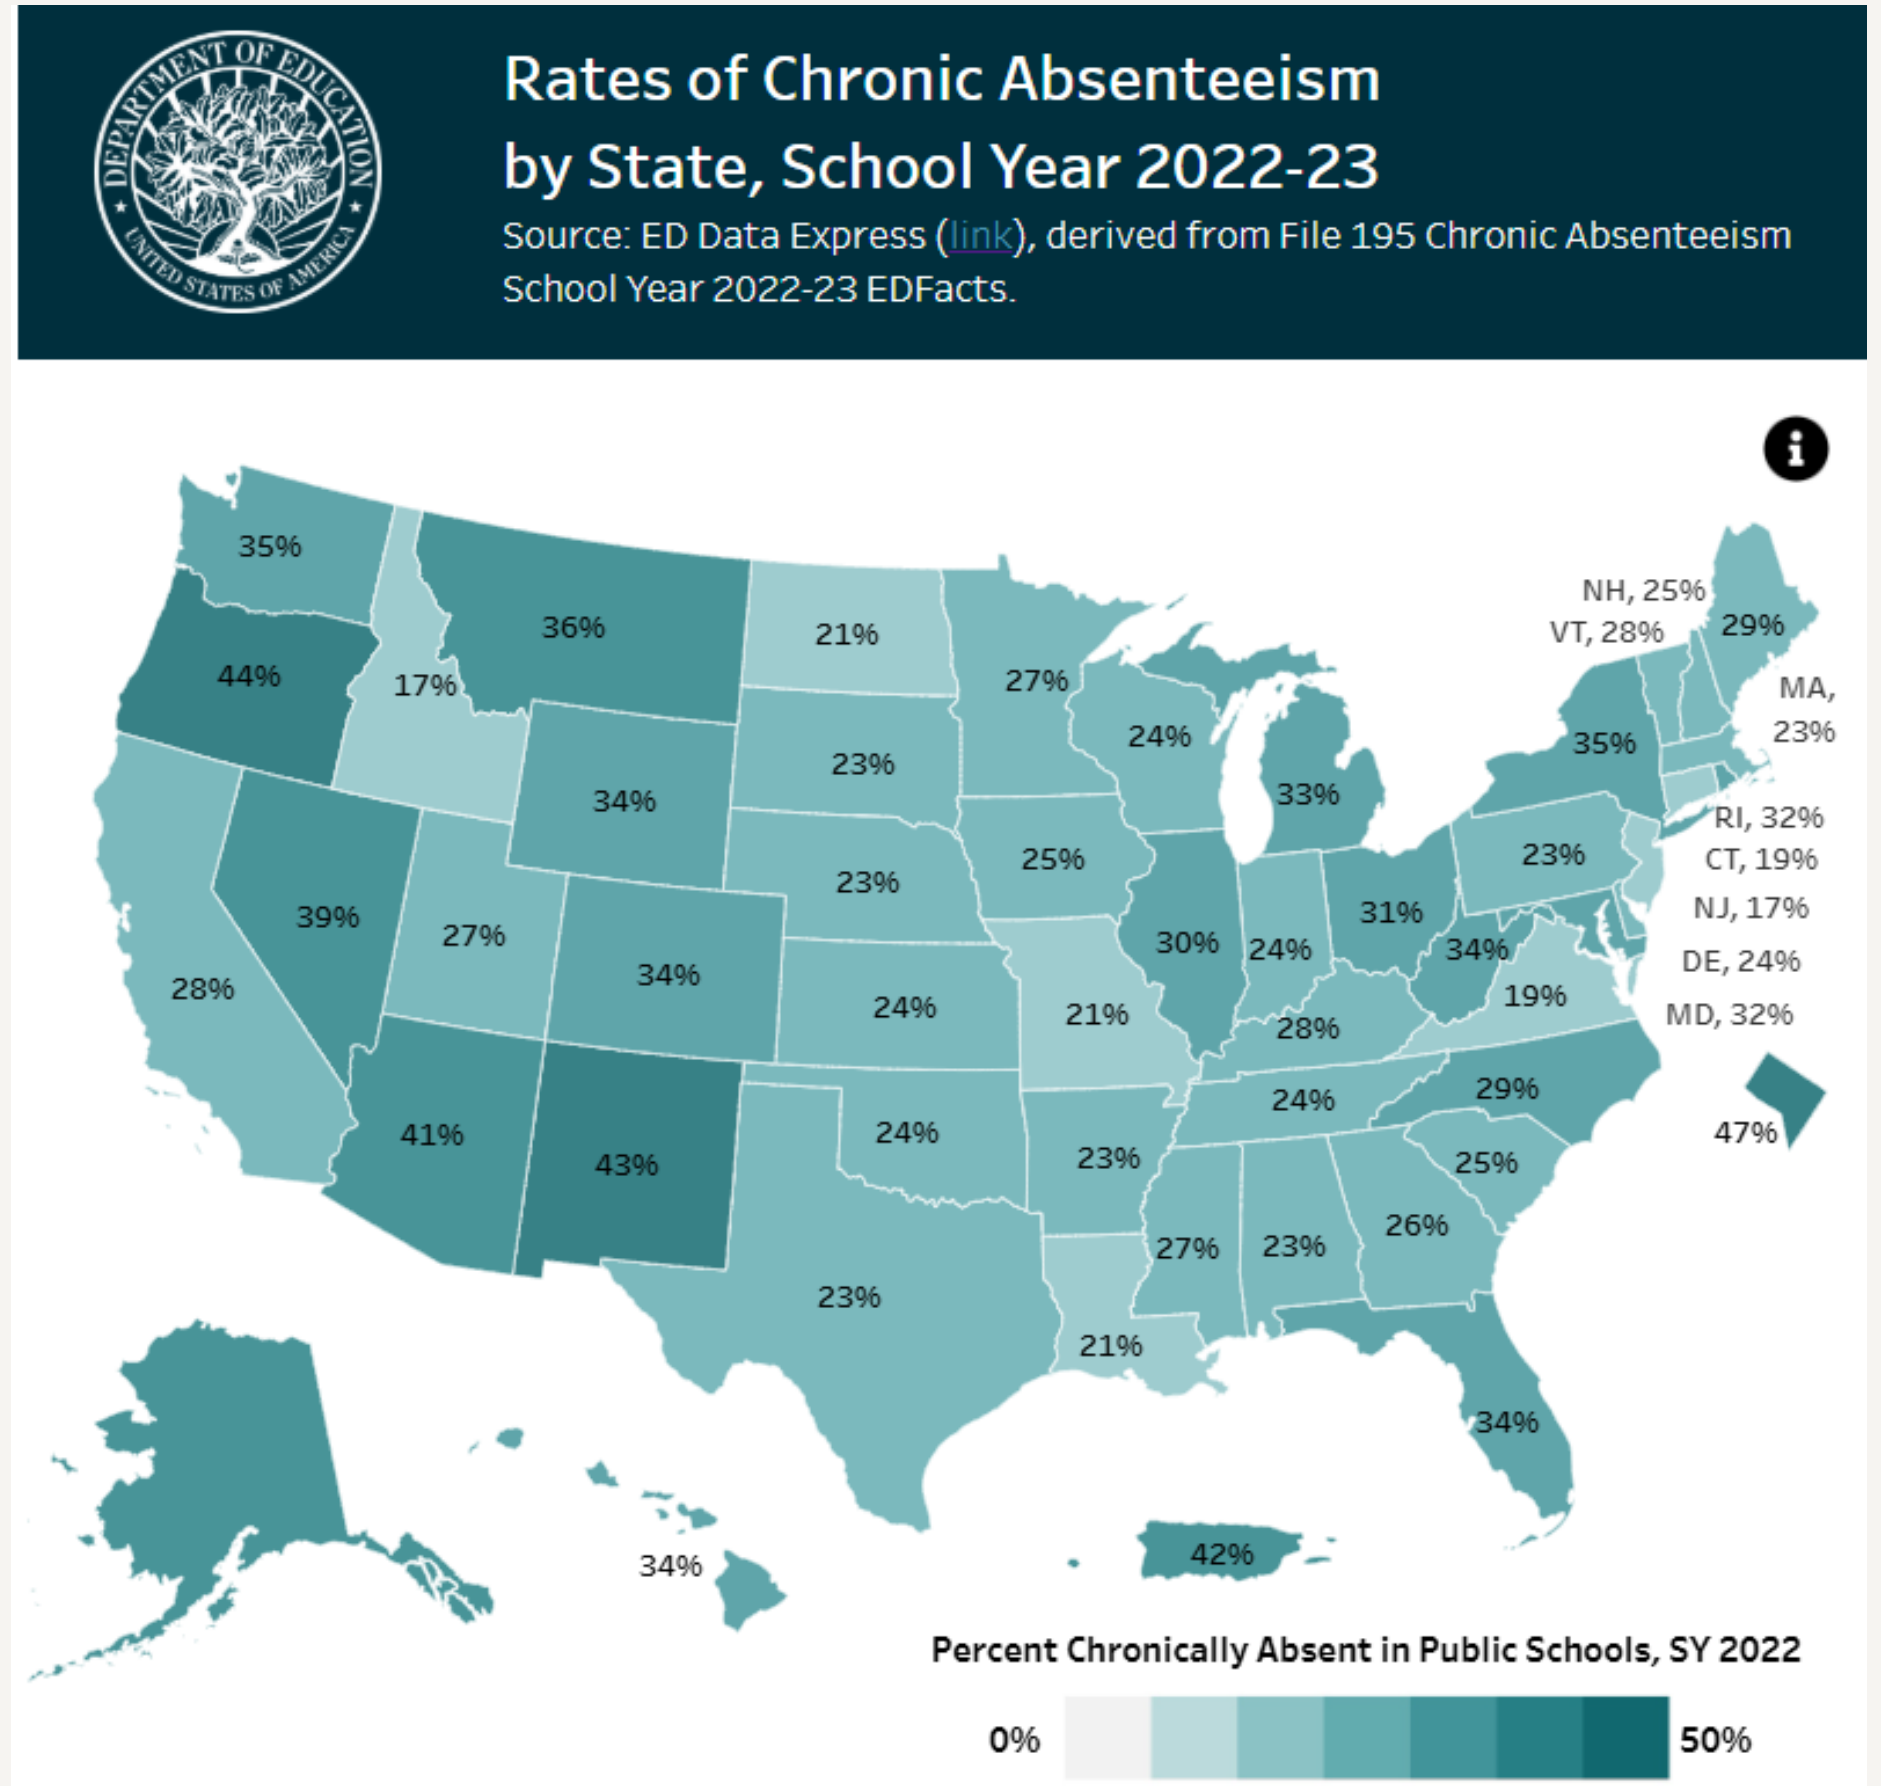 DEPARTMENT OF EDUCATION
UNITED STATES OF AMERICA
Rates of Chronic Absenteeism
by State, School Year 2022-23
Source: ED Data Express (link), derived from File 195 Chronic Absenteeism
School Year 2022-23 EDFacts.
i
35%
36%
21%
44%
17%
27%
NH, 25%
VT, 28%
29%
MA,
23%
34%
23%
24%
33%
35%
RI, 32%
CT, 19%
39%
27%
23%
25%
23%
31%
NJ, 17%
28%
34%
24%
21%
30%
24%
34%
19%
DE, 24%
MD, 32%
28%
41%
43%
24%
23%
24%
29%
25%
47%
23%
27%
23%
26%
21%
34%
34%
42%
Percent Chronically Absent in Public Schools, SY 2022
0%
50%